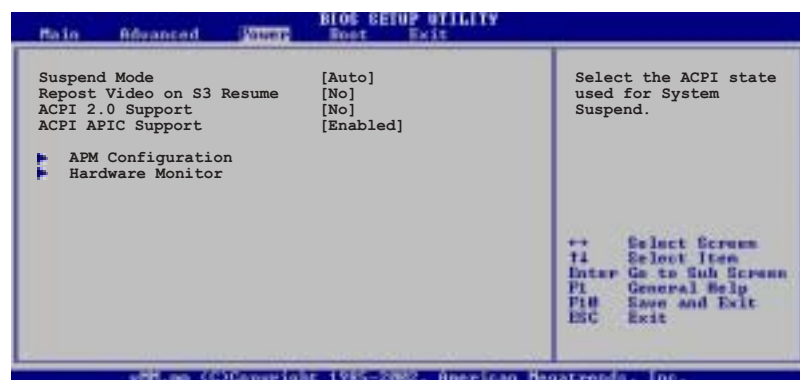 BIOS SETUP UTILITY
Main Advanced Power Boot Exit
Suspend Mode [Auto]
Repost Video on S3 Resume [No]
ACPI 2.0 Support [No]
ACPI APIC Support [Enabled]
APM Configuration
Hardware Monitor
Select the ACPI state
used for System
Suspend.
↔ Select Screen
↑↓ Select Item
Enter Go to Sub Screen
F1 General Help
F10 Save and Exit
ESC Exit
(C)Copyright 1985-2002, American Megatrends, Inc.